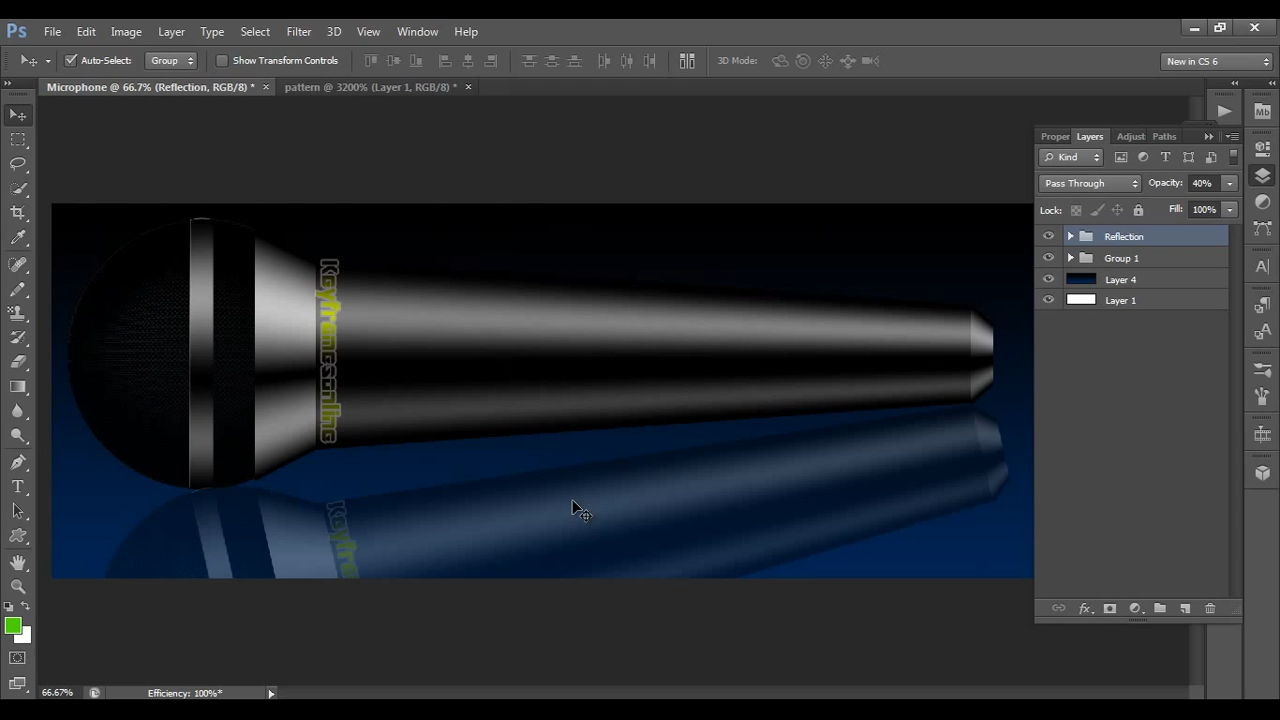 Ps File Edit Image Layer Type Select Filter 3D View Window Help
Auto-Select: Group Show Transform Controls 3D Mode: New in CS 6
Microphone @ 66.7% (Reflection, RGB/8) * × pattern @ 3200% (Layer 1, RGB/8) * ×
Mb
Proper Layers Adjust Paths
Kind
Pass Through Opacity: 40%
Lock: Fill: 100%
Reflection
Group 1
Layer 4
Layer 1
Keyframesonline
Keyfram
fx
66.67% Efficiency: 100%*